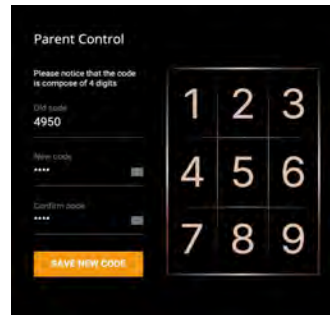 Parent Control
Please notice that the code
is compose of 4 digits
Old code
4950
New code
••••
Confirm code
••••
SAVE NEW CODE
1 2 3
4 5 6
7 8 9